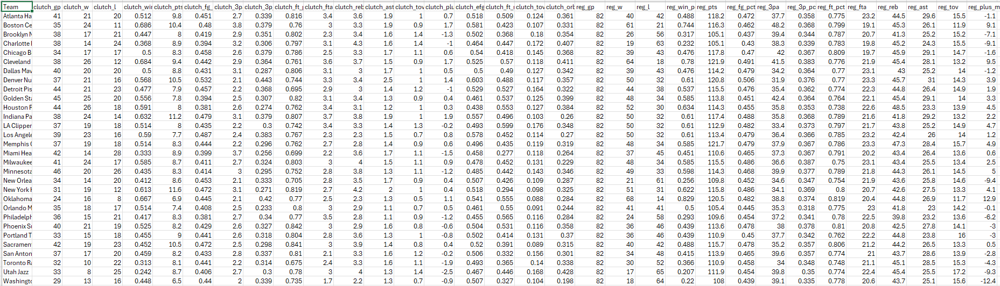 Team clutch_gp clutch_w clutch_l clutch_win clutch_pts clutch_fg_ clutch_3p clutch_3p_ clutch_ft_p clutch_fta clutch_reb clutch_ast clutch_tov clutch_plu clutch_efg clutch_ft_r clutch_tov clutch_orb reg_gp reg_w reg_l reg_win_p reg_pts reg_fg_pct reg_3pa reg_3p_pc reg_ft_pct reg_fta reg_reb reg_ast reg_tov reg_plus_m
Atlanta Ha 41 21 20 0.512 9.8 0.451 2.7 0.339 0.816 3.4 3.6 1.9 1 0.7 0.518 0.509 0.124 0.361 82 40 42 0.488 118.2 0.472 37.7 0.358 0.775 23.2 44.5 29.6 15.5 -1.1
Boston Ce 35 24 11 0.686 10.4 0.48 3.8 0.379 0.76 3 3.3 1.9 0.9 1.7 0.581 0.423 0.107 0.331 82 61 21 0.744 116.3 0.462 48.2 0.368 0.799 19.1 45.3 26.1 11.9 9.1
Brooklyn N 38 17 21 0.447 8 0.419 2.9 0.351 0.802 2.3 3.4 1.6 1.4 -1.3 0.502 0.368 0.18 0.354 82 26 56 0.317 105.1 0.437 39.4 0.344 0.787 20.7 41.3 25.2 15.2 -7.1
Charlotte 38 14 24 0.368 8.9 0.394 3.2 0.306 0.797 3.1 4.3 1.6 1.4 -1 0.464 0.447 0.172 0.407 82 19 63 0.232 105.1 0.43 38.3 0.339 0.783 19.8 45.2 24.3 15.5 -9.1
Chicago B 34 17 17 0.5 8.3 0.458 2.6 0.379 0.786 2.5 3.3 1.7 1.1 0.6 0.54 0.418 0.145 0.368 82 39 43 0.476 117.8 0.47 42 0.367 0.809 19.7 45.9 29.1 14.7 -1.6
Cleveland 38 26 12 0.684 9.4 0.442 2.9 0.364 0.761 3.6 3.7 1.5 0.9 1.7 0.525 0.57 0.118 0.411 82 64 18 0.78 121.9 0.491 41.5 0.383 0.776 21.9 45.4 28.1 13.2 9.5
Dallas Mav 40 20 20 0.5 8.8 0.431 3.1 0.287 0.806 3.1 3 1.7 1 0.5 0.5 0.49 0.127 0.342 82 39 43 0.476 114.2 0.479 34.2 0.364 0.77 23.1 43 25.2 14 -1.2
Denver Nu 37 21 16 0.568 10.5 0.532 2.1 0.443 0.744 3.3 3.4 2.5 1 1.4 0.603 0.488 0.117 0.357 82 50 32 0.61 120.8 0.506 31.9 0.376 0.77 23.3 45.7 31 14.3 3.9
Detroit Pis 44 21 23 0.477 7.9 0.457 2.2 0.368 0.695 2.9 3 1.4 1.2 -1 0.529 0.527 0.164 0.322 82 44 38 0.537 115.5 0.476 35.4 0.362 0.774 22.3 44.8 26.4 14.9 1.9
Golden Sta 45 25 20 0.556 7.8 0.394 2.5 0.307 0.82 3.1 3.4 1.3 0.9 0.4 0.461 0.537 0.125 0.399 82 48 34 0.585 113.8 0.451 42.4 0.364 0.764 22.1 45.4 29.1 14 3.3
Houston R 44 26 18 0.591 8 0.381 2.6 0.274 0.762 3.4 3.1 1.2 1 0.3 0.438 0.553 0.127 0.384 82 52 30 0.634 114.3 0.455 35.8 0.353 0.738 22.6 48.5 23.3 13.9 4.5
Indiana Pa 38 24 14 0.632 11.2 0.479 3.1 0.379 0.807 3.7 3.8 1.9 1 1.9 0.557 0.496 0.103 0.26 82 50 32 0.61 117.4 0.488 35.8 0.368 0.789 21.6 41.8 29.2 13.2 2.2
LA Clipper 37 19 18 0.514 8 0.435 2.2 0.3 0.742 3.4 3.3 1.4 1.3 -0.2 0.493 0.599 0.176 0.348 82 50 32 0.61 112.9 0.482 33.4 0.373 0.797 21.7 43.8 25.2 14.9 4.7
Los Angele 39 23 16 0.59 7.7 0.487 2.4 0.383 0.767 2.3 2.3 1.5 0.7 0.8 0.578 0.452 0.114 0.27 82 50 32 0.61 113.4 0.479 36.4 0.366 0.785 23.2 42.4 26 14 1.2
Memphis G 37 19 18 0.514 8.3 0.444 2.2 0.296 0.762 2.7 2.8 1.4 0.9 0.6 0.496 0.435 0.119 0.319 82 48 34 0.585 121.7 0.479 37.9 0.367 0.786 23.3 47.3 28.4 15.7 4.9
Miami Hea 42 14 28 0.333 8.9 0.399 3.7 0.256 0.699 2.2 3.6 1.7 1.1 -1.5 0.458 0.277 0.118 0.264 82 37 45 0.451 110.6 0.465 37.3 0.367 0.791 20.2 43.4 26.4 13.6 0.6
Milwaukee 41 24 17 0.585 8.7 0.411 2.7 0.324 0.803 3 4 1.5 1.1 0.9 0.478 0.452 0.131 0.229 82 48 34 0.585 115.5 0.486 36.6 0.387 0.75 23.1 43.4 25.5 13.4 2.5
Minnesota 46 20 26 0.435 8.3 0.414 3 0.295 0.752 2.8 3.8 1.3 1.1 -1.2 0.485 0.442 0.143 0.346 82 49 33 0.598 114.3 0.468 39.9 0.377 0.789 21.8 44.3 26.1 14.5 5
New Orlea 34 14 20 0.412 8.6 0.453 2.1 0.333 0.705 2.8 3.5 1.7 0.9 0.4 0.507 0.426 0.109 0.287 82 21 61 0.256 109.8 0.452 34.6 0.347 0.754 21.9 43.6 25.8 14.6 -9.4
New York K 31 19 12 0.613 11.6 0.472 3.1 0.271 0.819 2.7 4.2 2 1 0.4 0.518 0.294 0.098 0.325 82 51 31 0.622 115.8 0.486 34.1 0.369 0.8 20.7 42.6 27.5 13.3 4.1
Oklahoma 24 16 8 0.667 6.9 0.445 2.1 0.42 0.77 2.5 2.3 1.3 0.5 1.1 0.541 0.555 0.088 0.284 82 68 14 0.829 120.5 0.482 38.8 0.374 0.819 20.4 44.8 26.9 11.7 12.9
Orlando M 35 18 17 0.514 7.4 0.408 2.5 0.233 0.8 3 2.9 1.1 0.7 0.5 0.461 0.55 0.091 0.244 82 41 41 0.5 105.4 0.445 35.3 0.318 0.775 23 41.8 23 14.2 -0.1
Philadelph 36 15 21 0.417 8.3 0.381 2.7 0.34 0.77 3.5 2.8 1.1 0.9 -1.2 0.455 0.565 0.116 0.284 82 24 58 0.293 109.6 0.454 37.2 0.341 0.78 22.5 39.8 23.2 13.6 -6.2
Phoenix Su 40 21 19 0.525 8.2 0.429 2.6 0.327 0.842 3 2.9 1.6 0.8 -0.6 0.504 0.531 0.116 0.358 82 36 46 0.439 113.6 0.478 38 0.378 0.81 20.8 42.5 27.8 14.1 -3
Portland T 33 15 18 0.455 9 0.441 2.6 0.318 0.804 2.8 3.6 1.3 1 -0.8 0.502 0.414 0.131 0.37 82 36 46 0.439 110.9 0.45 37.7 0.342 0.762 22.2 44.8 23.8 16 -3
Sacramen 42 19 23 0.452 10.5 0.472 2.5 0.298 0.841 3 3.9 1.4 0.8 0.4 0.52 0.391 0.089 0.315 82 40 42 0.488 115.7 0.478 35.2 0.357 0.806 21.2 44.2 26.5 13.3 0.5
San Anton 37 17 20 0.459 8.2 0.433 2.8 0.337 0.81 2.1 3.3 1.6 1.2 -0.2 0.506 0.332 0.156 0.301 82 34 48 0.415 113.9 0.465 39.6 0.357 0.774 21 43.7 28.6 13.9 -2.8
Toronto Ra 32 10 22 0.313 8.1 0.441 2.2 0.314 0.675 2.4 3.3 1.6 1.1 -1.9 0.493 0.365 0.14 0.338 82 30 52 0.366 110.9 0.458 34 0.348 0.748 21.1 45.1 28.5 15.3 -4.3
Utah Jazz 33 8 25 0.242 8.7 0.406 2.7 0.3 0.78 3 4 1.3 1.4 -2.5 0.467 0.446 0.168 0.428 82 17 65 0.207 111.9 0.454 39.8 0.35 0.774 22.4 45.4 25.5 17.2 -9.3
Washingto 29 13 16 0.448 6.5 0.44 2 0.339 0.735 1.7 2.2 1.3 0.7 -0.9 0.507 0.327 0.104 0.198 82 18 64 0.22 108 0.439 39.1 0.335 0.778 20.6 43.7 25.1 15.6 -12.4